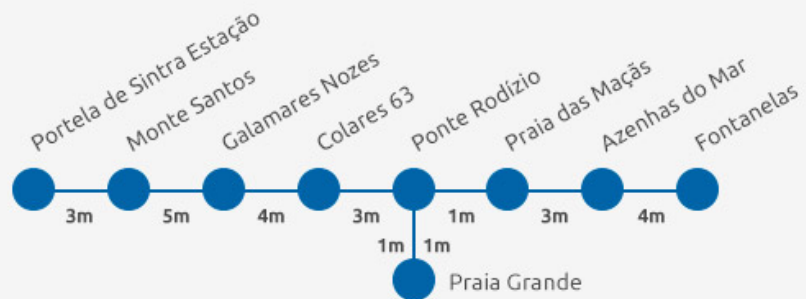 Portela de Sintra Estação
Monte Santos
Galamares Nozes
Colares 63
Ponte Rodízio
Praia das Maçãs
Azenhas do Mar
Fontanelas
3m 5m 4m 3m 1m 3m 4m
1m 1m
Praia Grande